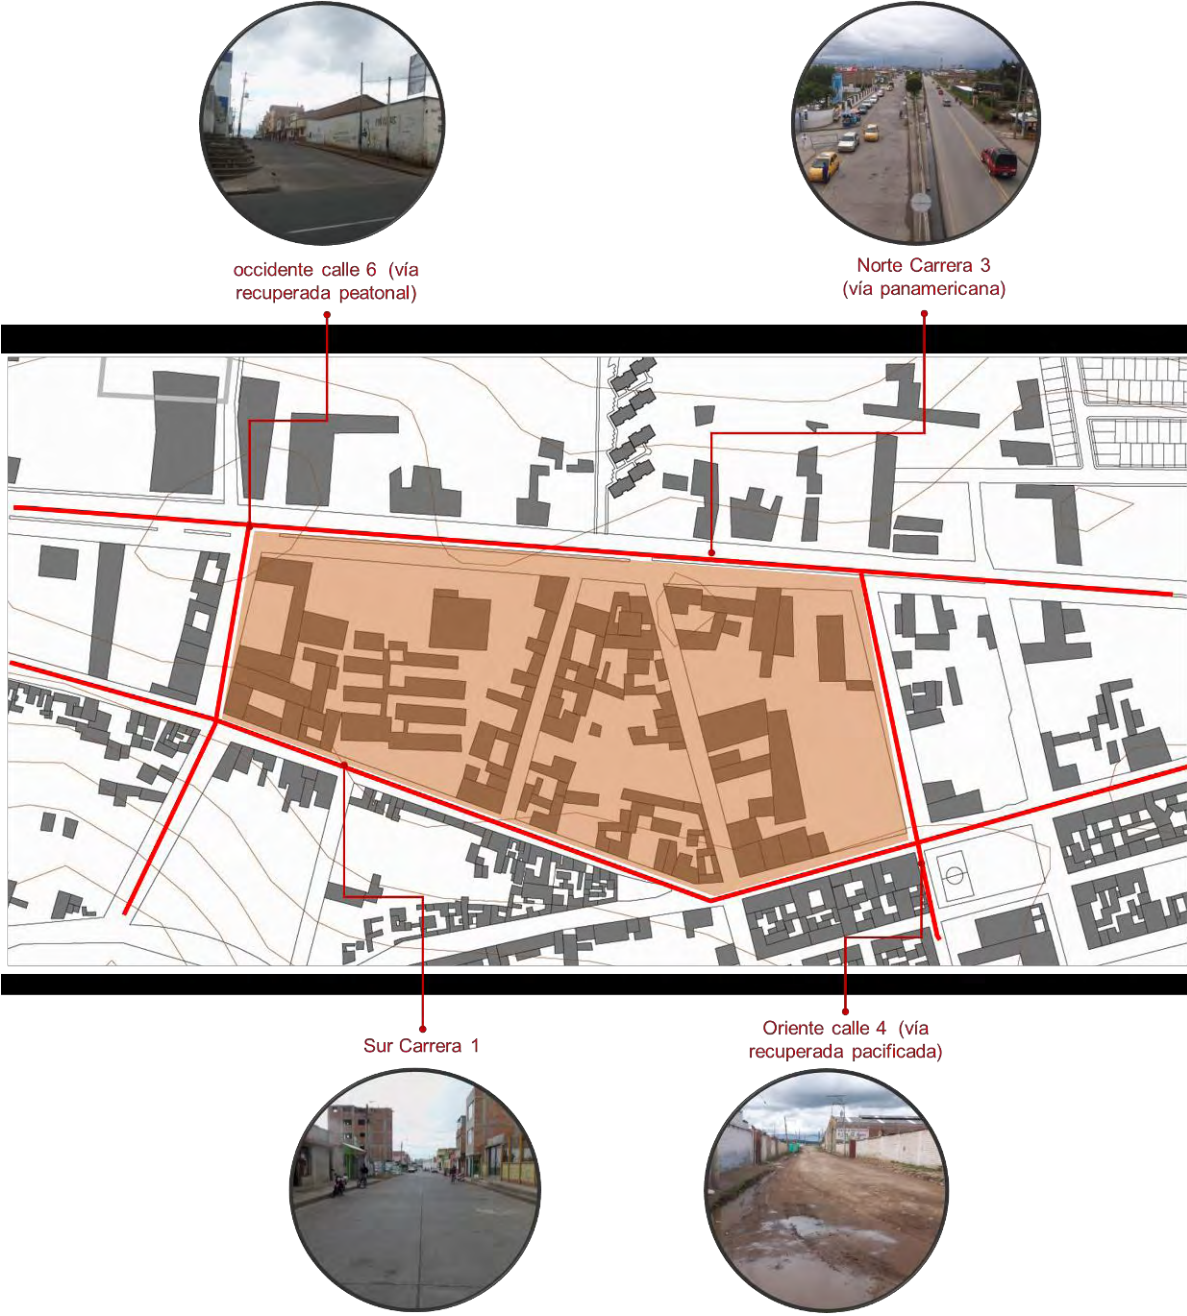 occidente calle 6 (vía
recuperada peatonal)
Norte Carrera 3
(vía panamericana)
Sur Carrera 1
Oriente calle 4 (vía
recuperada pacificada)